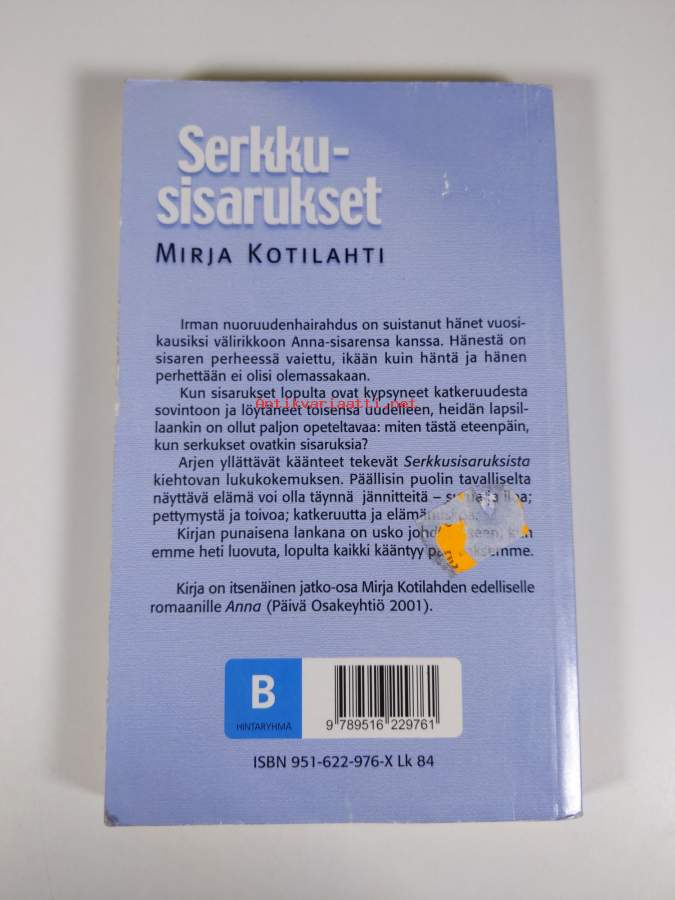 Serkku-
sisarukset
MIRJA KOTILAHTI
Irman nuoruudenhairahdus on suistanut hänet vuosi-
kausiksi välirikkoon Anna-sisarensa kanssa. Hänestä on
sisaren perheessä vaiettu, ikään kuin häntä ja hänen
perhettään ei olisi olemassakaan.
Kun sisarukset lopulta ovat kypsyneet katkeruudesta
Antikvariaatti.net
sovintoon ja löytäneet toisensa uudelleen, heidän lapsil-
laankin on ollut paljon opeteltavaa: miten tästä eteenpäin,
kun serkukset ovatkin sisaruksia?
Arjen yllättävät käänteet tekevät Serkkusisaruksista
kiehtovan lukukokemuksen. Päällisin puolin tavalliselta
näyttävä elämä voi olla täynnä jännitteitä – ja
pettymystä ja toivoa; katkeruutta ja
Kirjan punaisena lankana on usko
emme heti luovuta, lopulta kaikki kääntyy
Kirja on itsenäinen jatko-osa Mirja Kotilahden edelliselle
romaanille Anna (Päivä Osakeyhtiö 2001).
B
HINTARYHMÄ
9 789516 229761
ISBN 951-622-976-X Lk 84